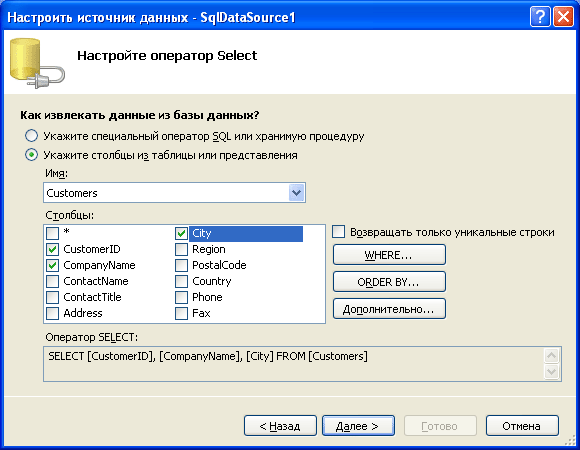 Настроить источник данных - SqlDataSource1
Настройте оператор Select
Как извлекать данные из базы данных?
Укажите специальный оператор SQL или хранимую процедуру
Укажите столбцы из таблицы или представления
Имя:
Customers
Столбцы:
* City
CustomerID Region
CompanyName PostalCode
ContactName Country
ContactTitle Phone
Address Fax
Возвращать только уникальные строки
WHERE...
ORDER BY...
Дополнительно...
Оператор SELECT:
SELECT [CustomerID], [CompanyName], [City] FROM [Customers]
< Назад Далее > Готово Отмена